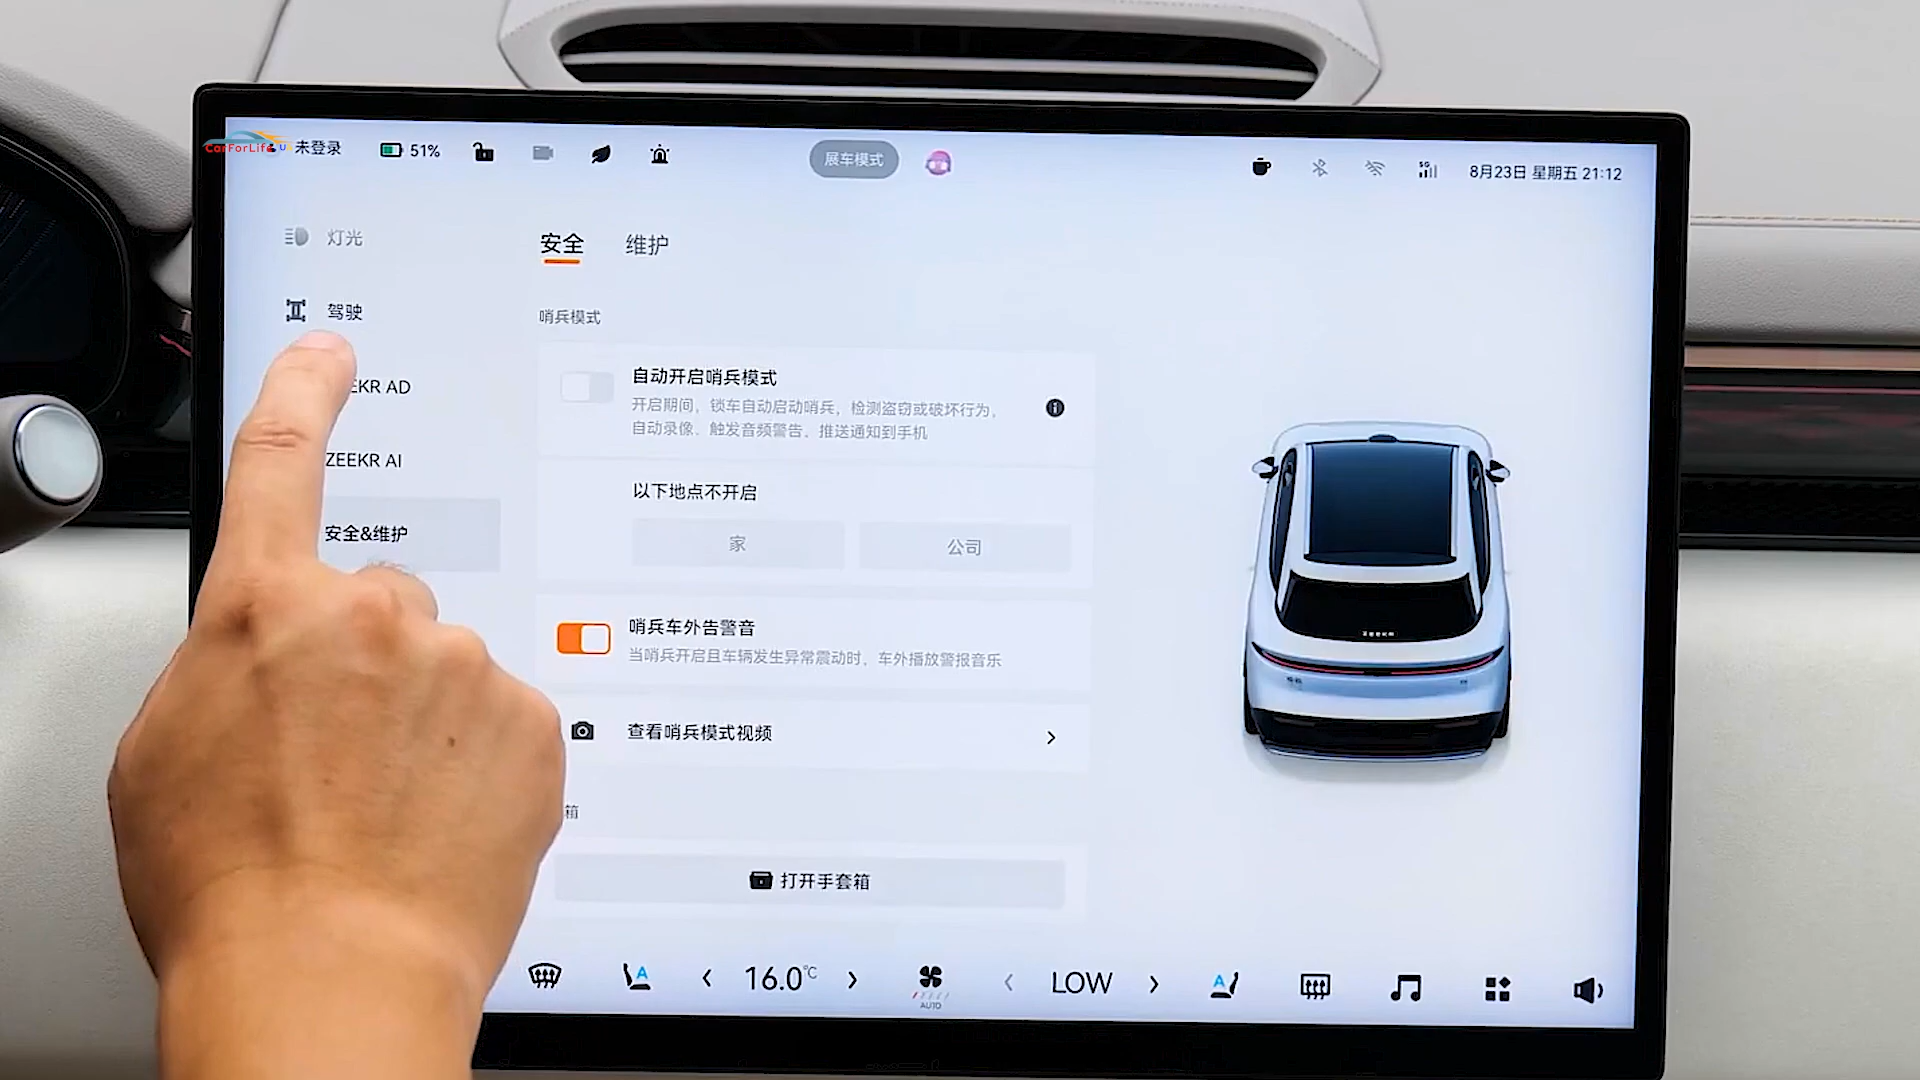 CarForLife US
未登录
51%
展车模式
5G
8月23日 星期五 21:12
灯光
驾驶
EKR AD
ZEEKR AI
安全&维护
安全 维护
哨兵模式
自动开启哨兵模式
开启期间，锁车自动启动哨兵，检测盗窃或破坏行为，
自动录像、触发音频警告，推送通知到手机
以下地点不开启
家 公司
哨兵车外告警音
当哨兵开启且车辆发生异常震动时，车外播放警报音乐
查看哨兵模式视频
箱
打开手套箱
ZEEKR
A
16.0℃
AUTO
LOW
A